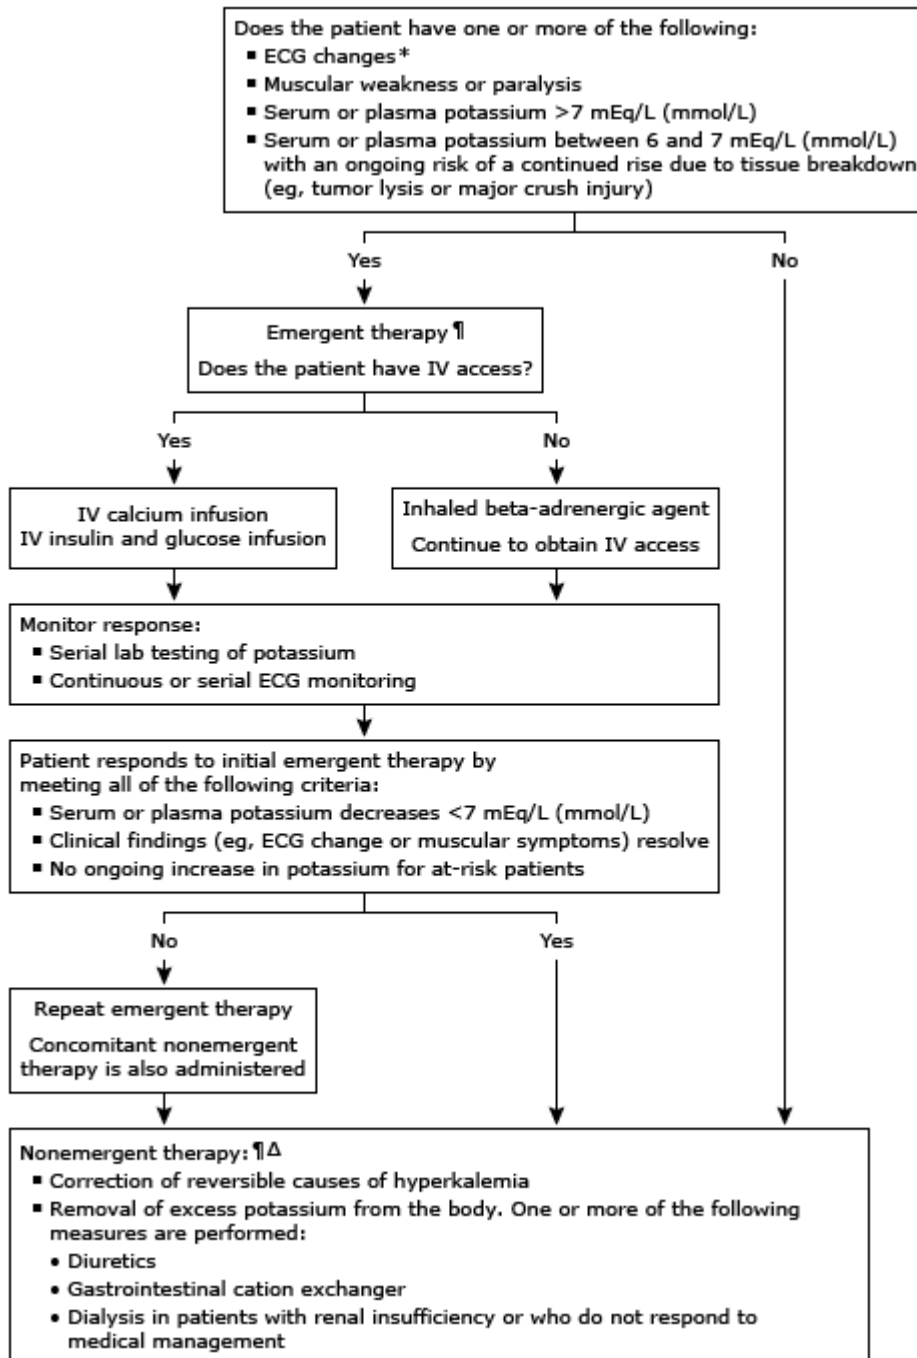 Does the patient have one or more of the following:
▪ ECG changes*
▪ Muscular weakness or paralysis
▪ Serum or plasma potassium >7 mEq/L (mmol/L)
▪ Serum or plasma potassium between 6 and 7 mEq/L (mmol/L)
with an ongoing risk of a continued rise due to tissue breakdown
(eg, tumor lysis or major crush injury)
Yes
No
Emergent therapy¶
Does the patient have IV access?
Yes
No
IV calcium infusion
IV insulin and glucose infusion
Inhaled beta-adrenergic agent
Continue to obtain IV access
Monitor response:
▪ Serial lab testing of potassium
▪ Continuous or serial ECG monitoring
Patient responds to initial emergent therapy by
meeting all of the following criteria:
▪ Serum or plasma potassium decreases <7 mEq/L (mmol/L)
▪ Clinical findings (eg, ECG change or muscular symptoms) resolve
▪ No ongoing increase in potassium for at-risk patients
No
Yes
Repeat emergent therapy
Concomitant nonemergent
therapy is also administered
Nonemergent therapy:¶Δ
▪ Correction of reversible causes of hyperkalemia
▪ Removal of excess potassium from the body. One or more of the following
measures are performed:
• Diuretics
• Gastrointestinal cation exchanger
• Dialysis in patients with renal insufficiency or who do not respond to
medical management